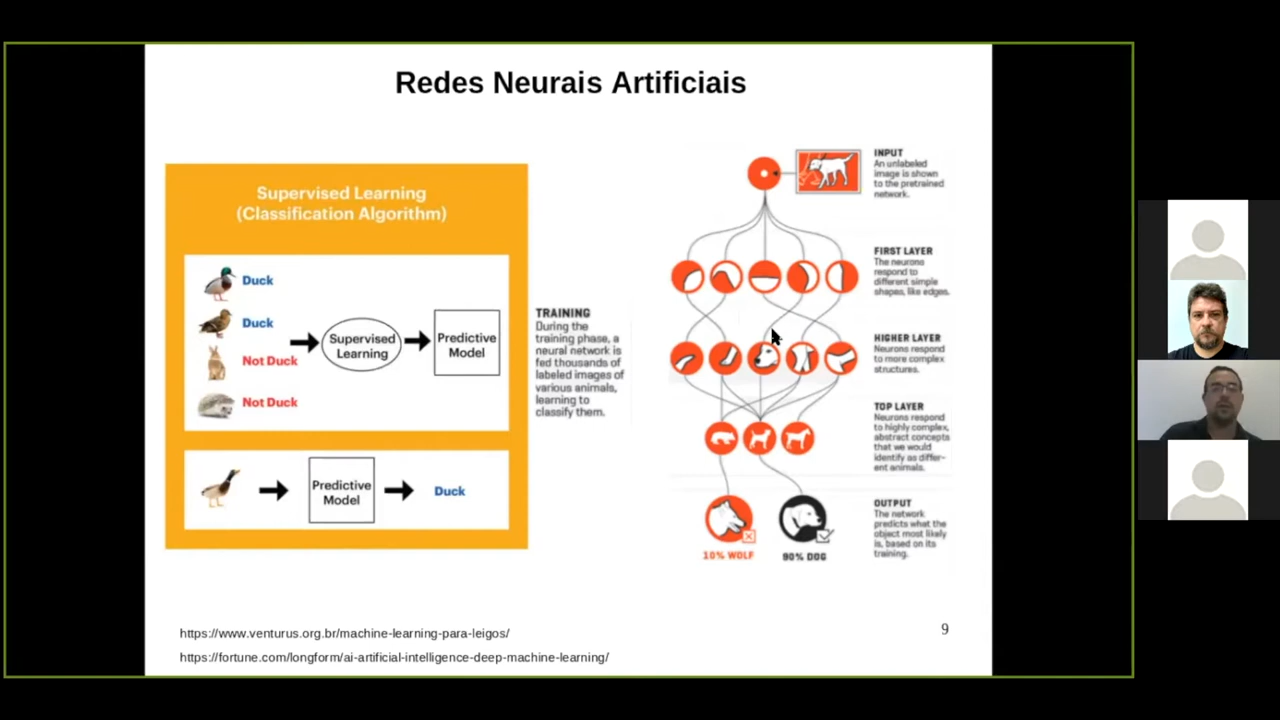 Redes Neurais Artificiais
Supervised Learning
(Classification Algorithm)
Duck
Duck
Not Duck
Not Duck
Supervised
Learning
Predictive
Model
Predictive
Model
Duck
TRAINING
During the
training phase, a
neural network is
fed thousands of
labeled images of
various animals,
learning to
classify them.
INPUT
An unlabeled
image is shown
to the pretrained
network.
FIRST LAYER
The neurons
respond to
different simple
shapes, like edges.
HIGHER LAYER
Neurons respond
to more complex
structures.
TOP LAYER
Neurons respond
to highly complex,
abstract concepts
that we would
identify as differ-
ent animals.
OUTPUT
The network
predicts what the
object most likely
is, based on its
training.
10% WOLF
90% DOG
https://www.venturus.org.br/machine-learning-para-leigos/
9
https://fortune.com/longform/ai-artificial-intelligence-deep-machine-learning/